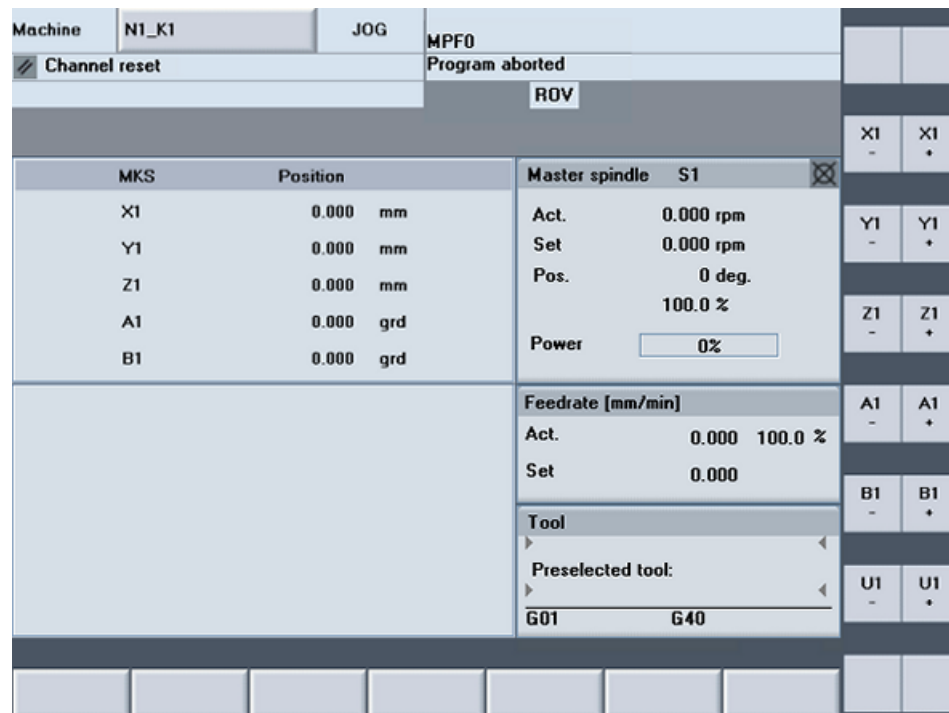 Machine N1_K1 JOG MPF0
Channel reset Program aborted
ROV
MKS Position
X1 0.000 mm
Y1 0.000 mm
Z1 0.000 mm
A1 0.000 grd
B1 0.000 grd
Master spindle S1
Act. 0.000 rpm
Set 0.000 rpm
Pos. 0 deg.
100.0 %
Power 0%
Feedrate [mm/min]
Act. 0.000 100.0 %
Set 0.000
Tool
Preselected tool:
G01 G40
X1 X1
- +
Y1 Y1
- +
Z1 Z1
- +
A1 A1
- +
B1 B1
- +
U1 U1
- +